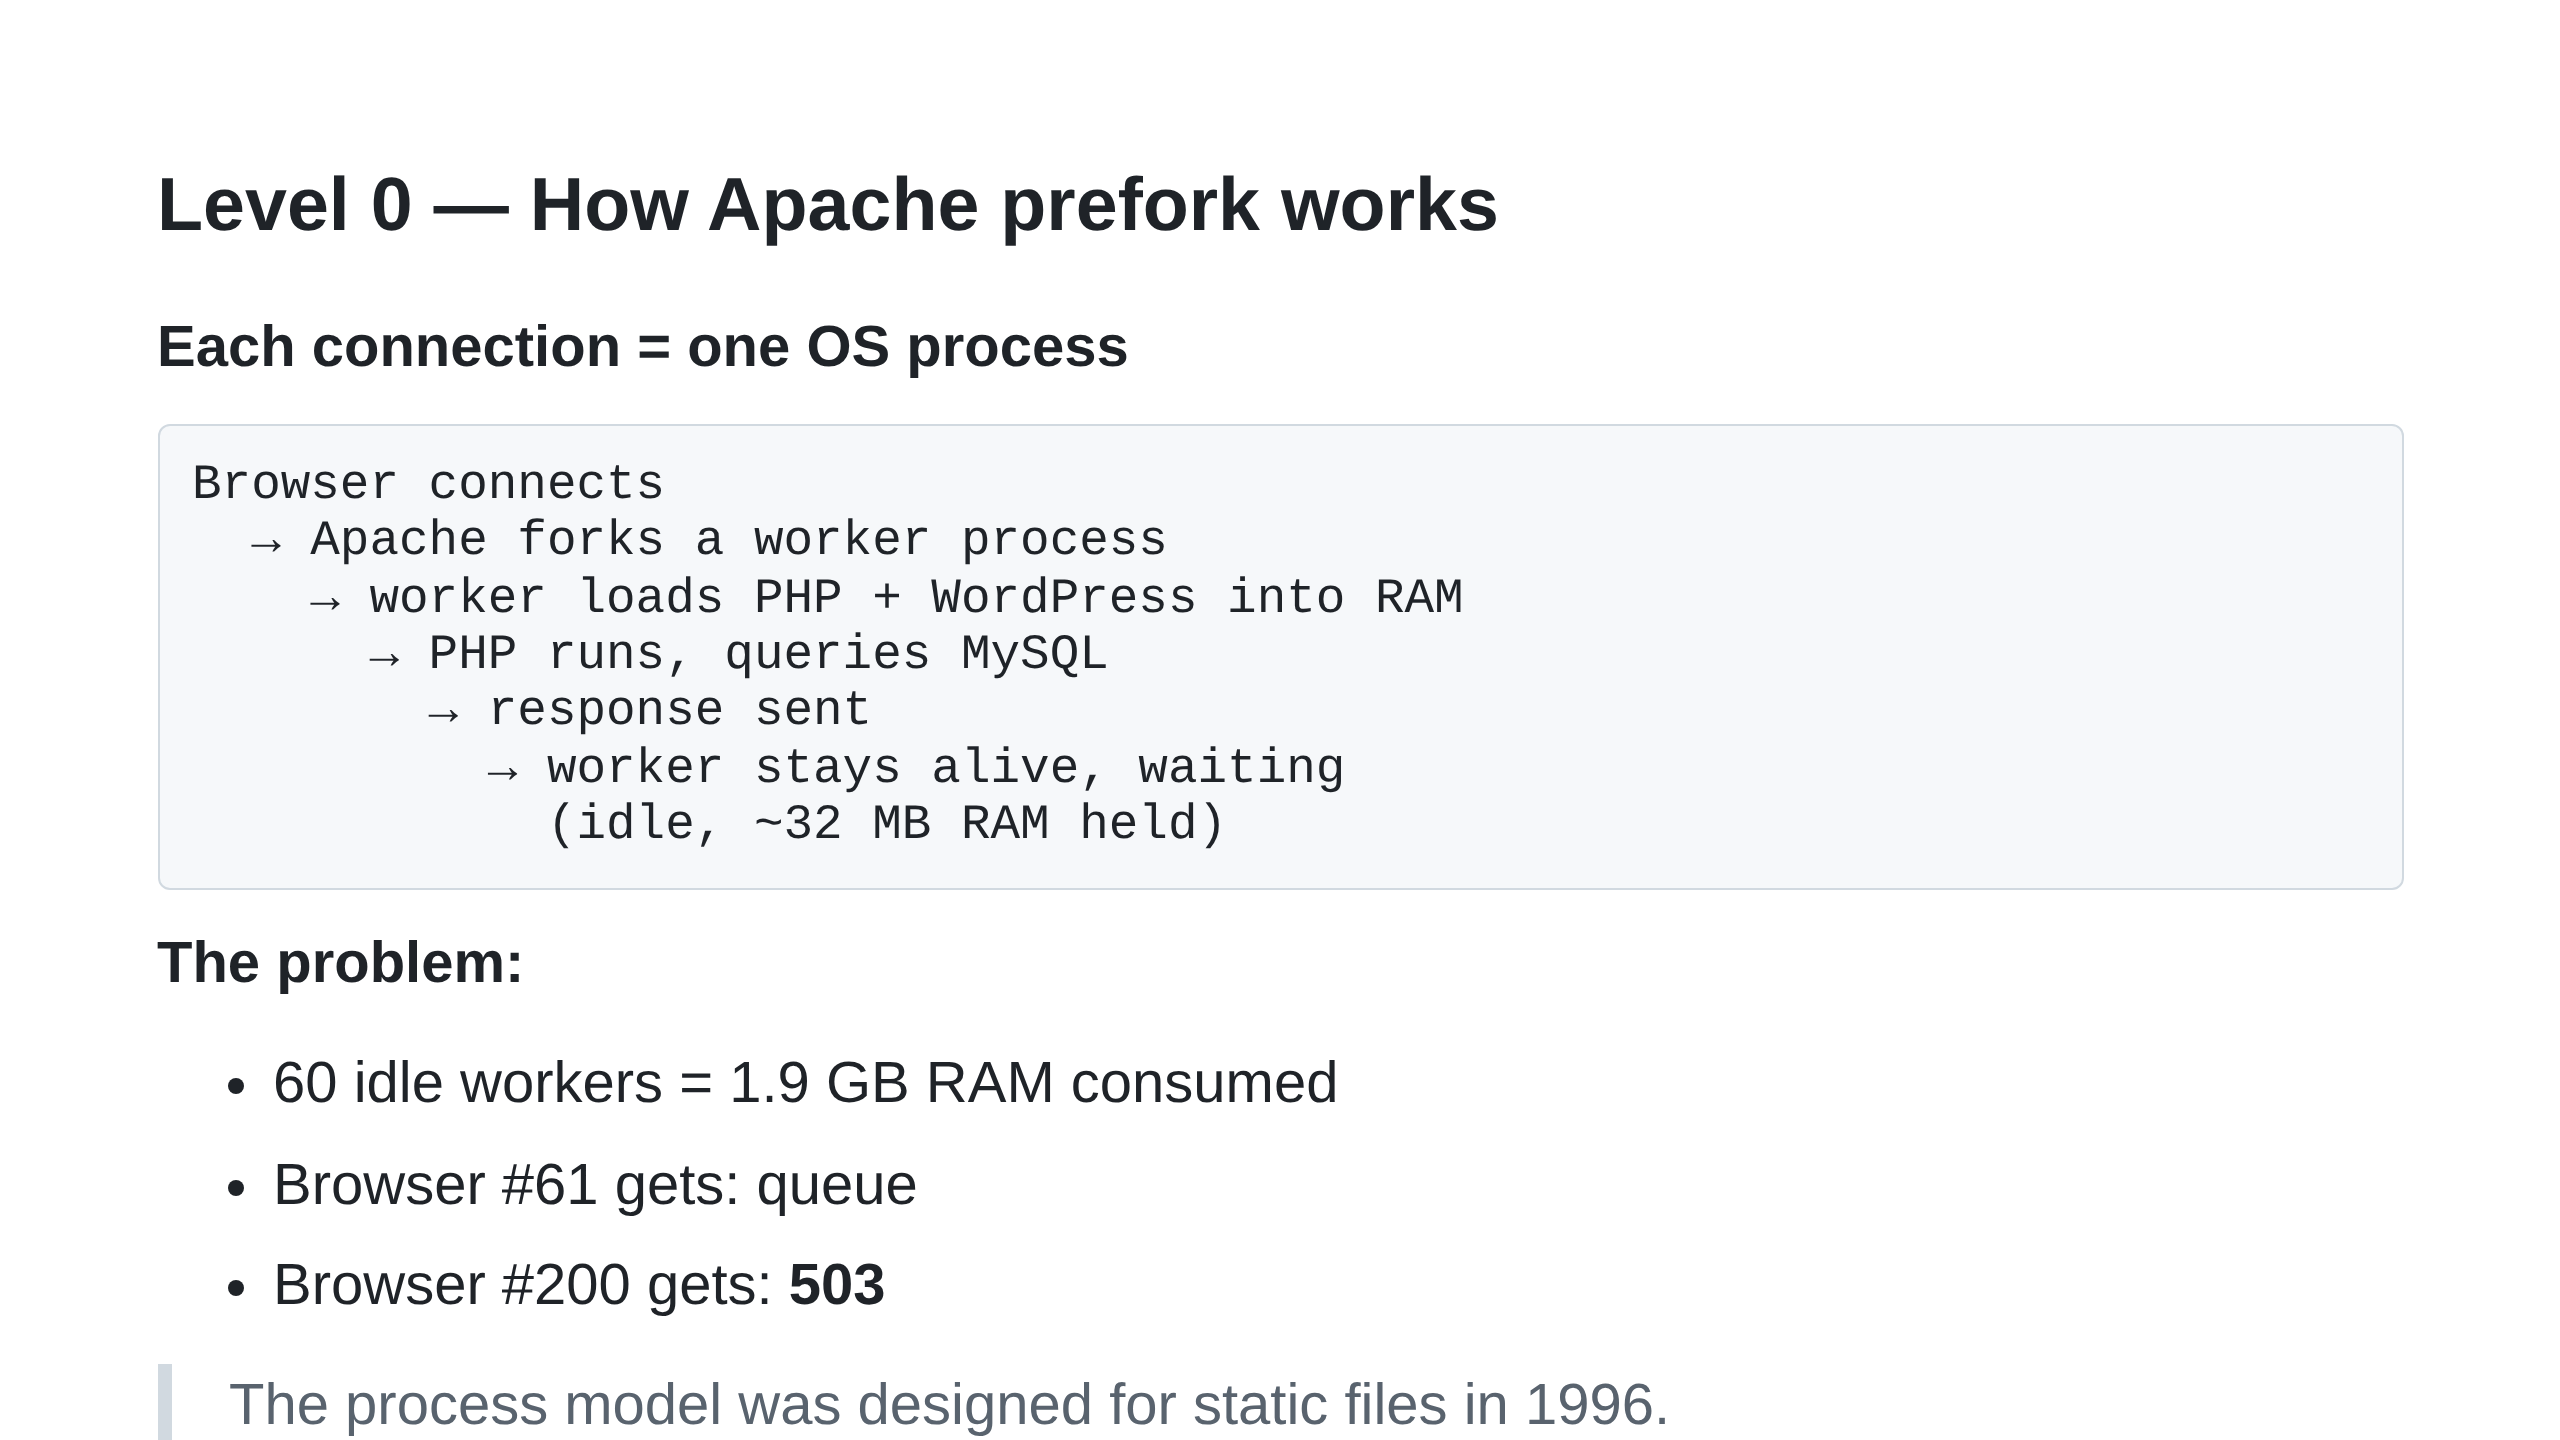 Level 0 — How Apache prefork works
Each connection = one OS process
Browser connects
  → Apache forks a worker process
    → worker loads PHP + WordPress into RAM
      → PHP runs, queries MySQL
        → response sent
          → worker stays alive, waiting
            (idle, ~32 MB RAM held)
The problem:
• 60 idle workers = 1.9 GB RAM consumed
• Browser #61 gets: queue
• Browser #200 gets: 503
The process model was designed for static files in 1996.